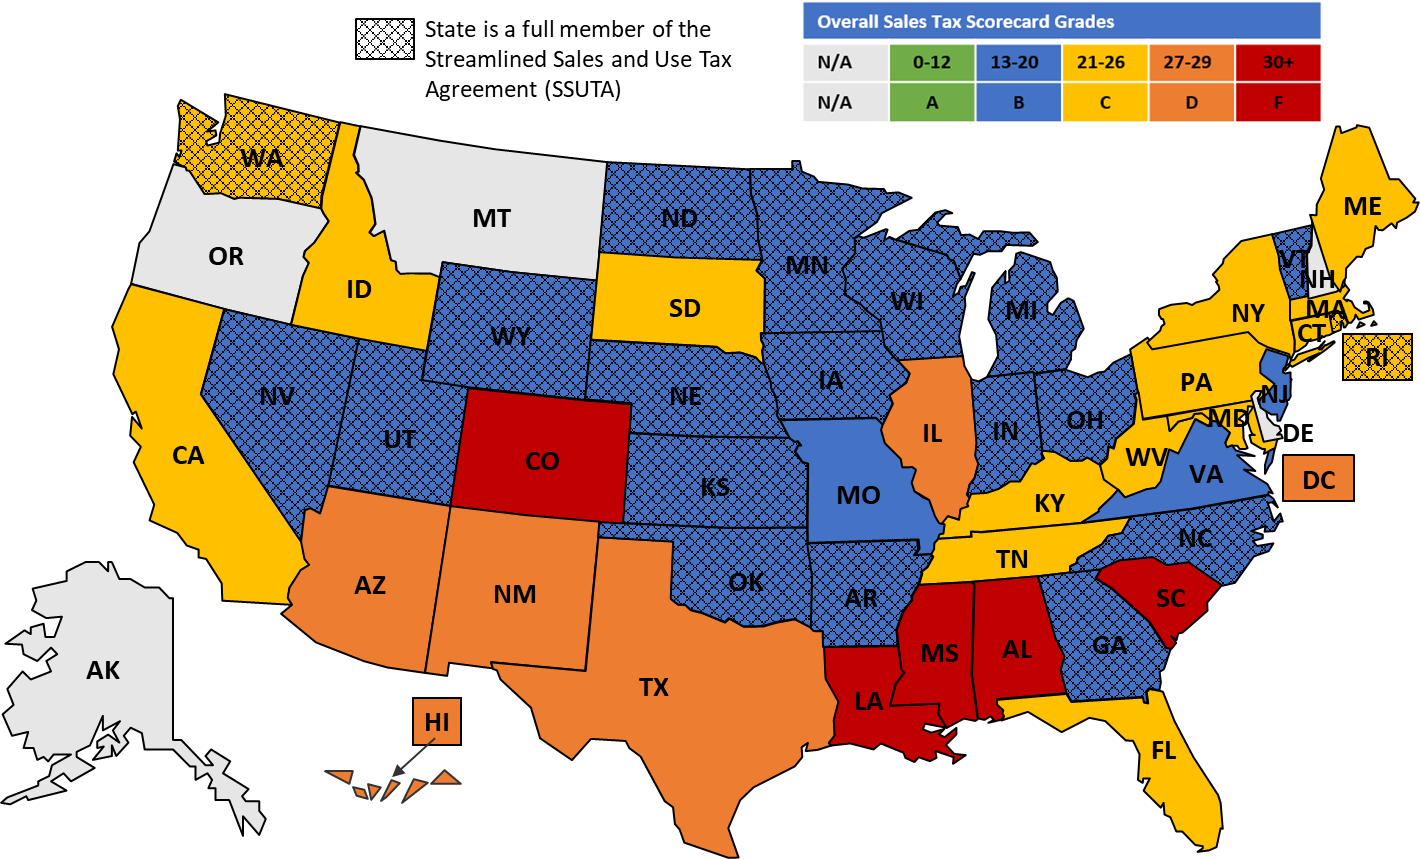 State is a full member of the
Streamlined Sales and Use Tax
Agreement (SSUTA)
Overall Sales Tax Scorecard Grades
N/A 0-12 13-20 21-26 27-29 30+
N/A A B C D F
WA
OR
MT
ID
ND
MN
SD
WY
WI
MI
ME
VT
NH
NY
MA
CT
RI
PA
NJ
MD
DE
DC
NV
UT
CA
CO
NE
IA
IL
IN
OH
WV
VA
KS
MO
KY
NC
TN
AZ
NM
OK
AR
SC
MS
AL
GA
TX
LA
FL
AK
HI